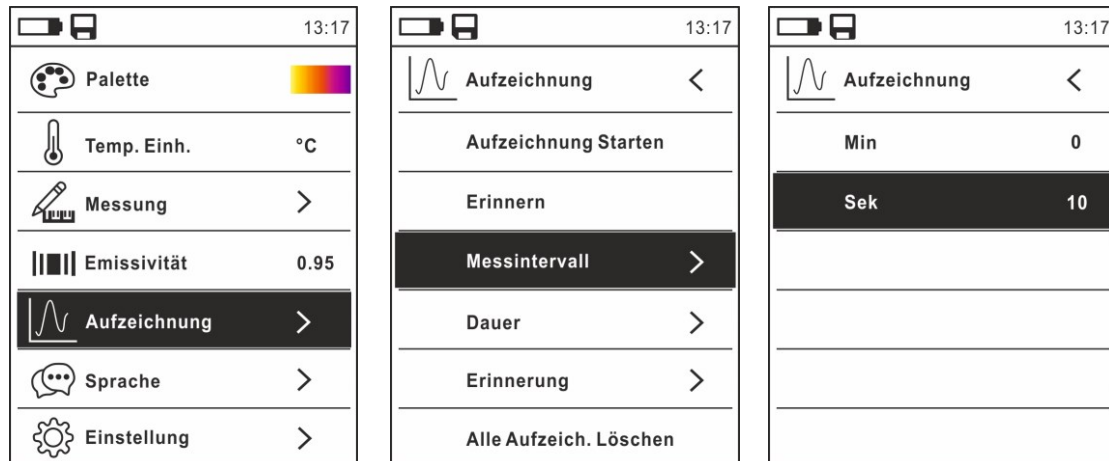 13:17
Palette
Temp. Einh. °C
Messung
Emissivität 0.95
Aufzeichnung
Sprache
Einstellung
13:17
Aufzeichnung
Aufzeichnung Starten
Erinnern
Messintervall
Dauer
Erinnerung
Alle Aufzeich. Löschen
13:17
Aufzeichnung
Min 0
Sek 10